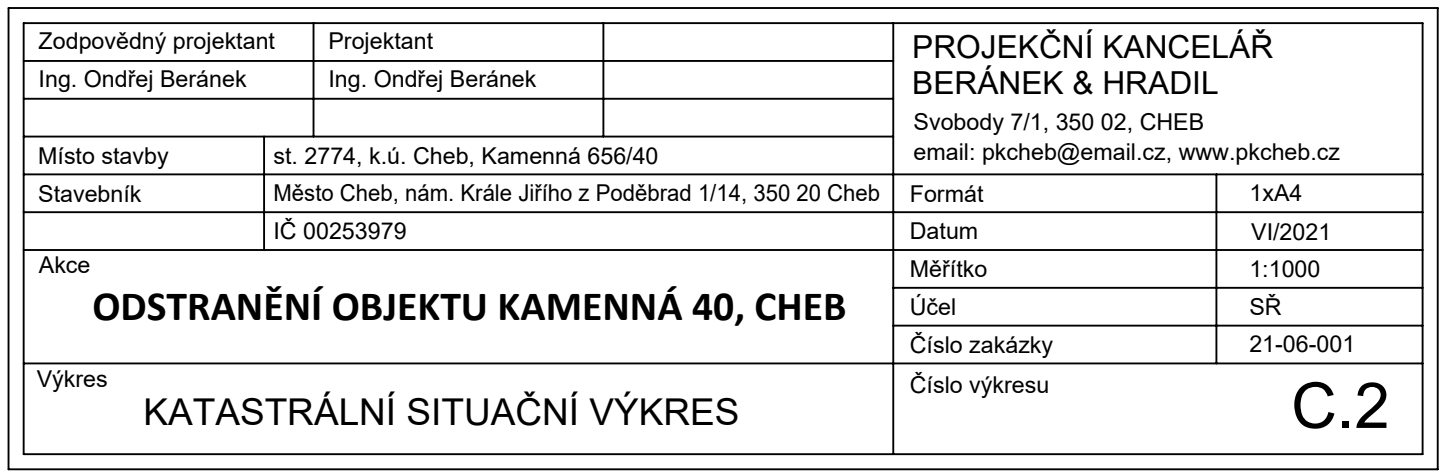 Zodpovědný projektant Projektant
Ing. Ondřej Beránek Ing. Ondřej Beránek
PROJEKČNÍ KANCELÁŘ
BERÁNEK & HRADIL
Svobody 7/1, 350 02, CHEB
email: pkcheb@email.cz, www.pkcheb.cz
Místo stavby st. 2774, k.ú. Cheb, Kamenná 656/40
Stavebník Město Cheb, nám. Krále Jiřího z Poděbrad 1/14, 350 20 Cheb
IČ 00253979
Formát 1xA4
Datum VI/2021
Měřítko 1:1000
Účel SŘ
Číslo zakázky 21-06-001
Akce
ODSTRANĚNÍ OBJEKTU KAMENNÁ 40, CHEB
Výkres
KATASTRÁLNÍ SITUAČNÍ VÝKRES
Číslo výkresu
C.2